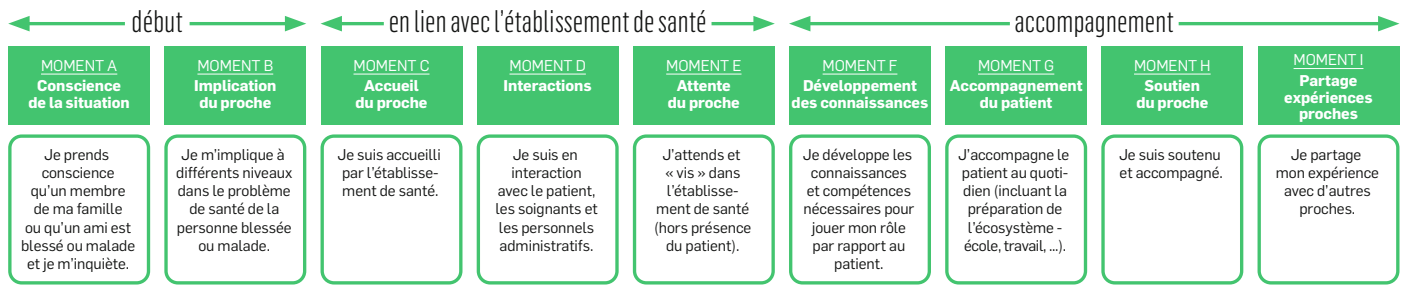 début
en lien avec l'établissement de santé
accompagnement
MOMENT A
Conscience
de la situation
MOMENT B
Implication
du proche
MOMENT C
Accueil
du proche
MOMENT D
Interactions
MOMENT E
Attente
du proche
MOMENT F
Développement
des connaissances
MOMENT G
Accompagnement
du patient
MOMENT H
Soutien
du proche
MOMENT I
Partage
expériences
proches
Je prends
conscience
qu'un membre
de ma famille
ou qu'un ami est
blessé ou malade
et je m'inquiète.
Je m'implique à
différents niveaux
dans le problème
de santé de la
personne blessée
ou malade.
Je suis accueilli
par l'établisse-
ment de santé.
Je suis en
interaction
avec le patient,
les soignants et
les personnels
administratifs.
J'attends et
« vis » dans
l'établisse-
ment de santé
(hors présence
du patient).
Je développe les
connaissances
et compétences
nécessaires pour
jouer mon rôle
par rapport au
patient.
J'accompagne le
patient au quoti-
dien (incluant la
préparation de
l'écosystème -
école, travail, ...).
Je suis soutenu
et accompagné.
Je partage
mon expérience
avec d'autres
proches.